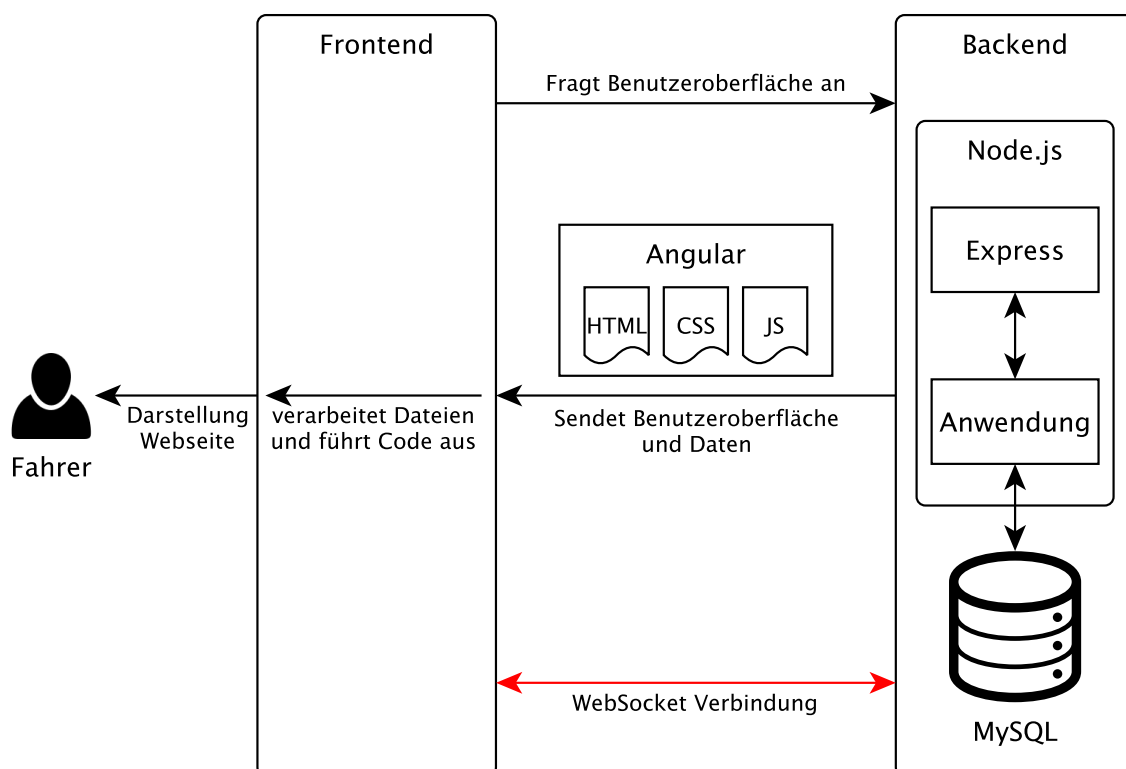 Frontend
Backend
Fragt Benutzeroberfläche an
Node.js
Express
Angular
HTML
CSS
JS
Anwendung
Darstellung
Webseite
verarbeitet Dateien
und führt Code aus
Sendet Benutzeroberfläche
und Daten
Fahrer
WebSocket Verbindung
MySQL